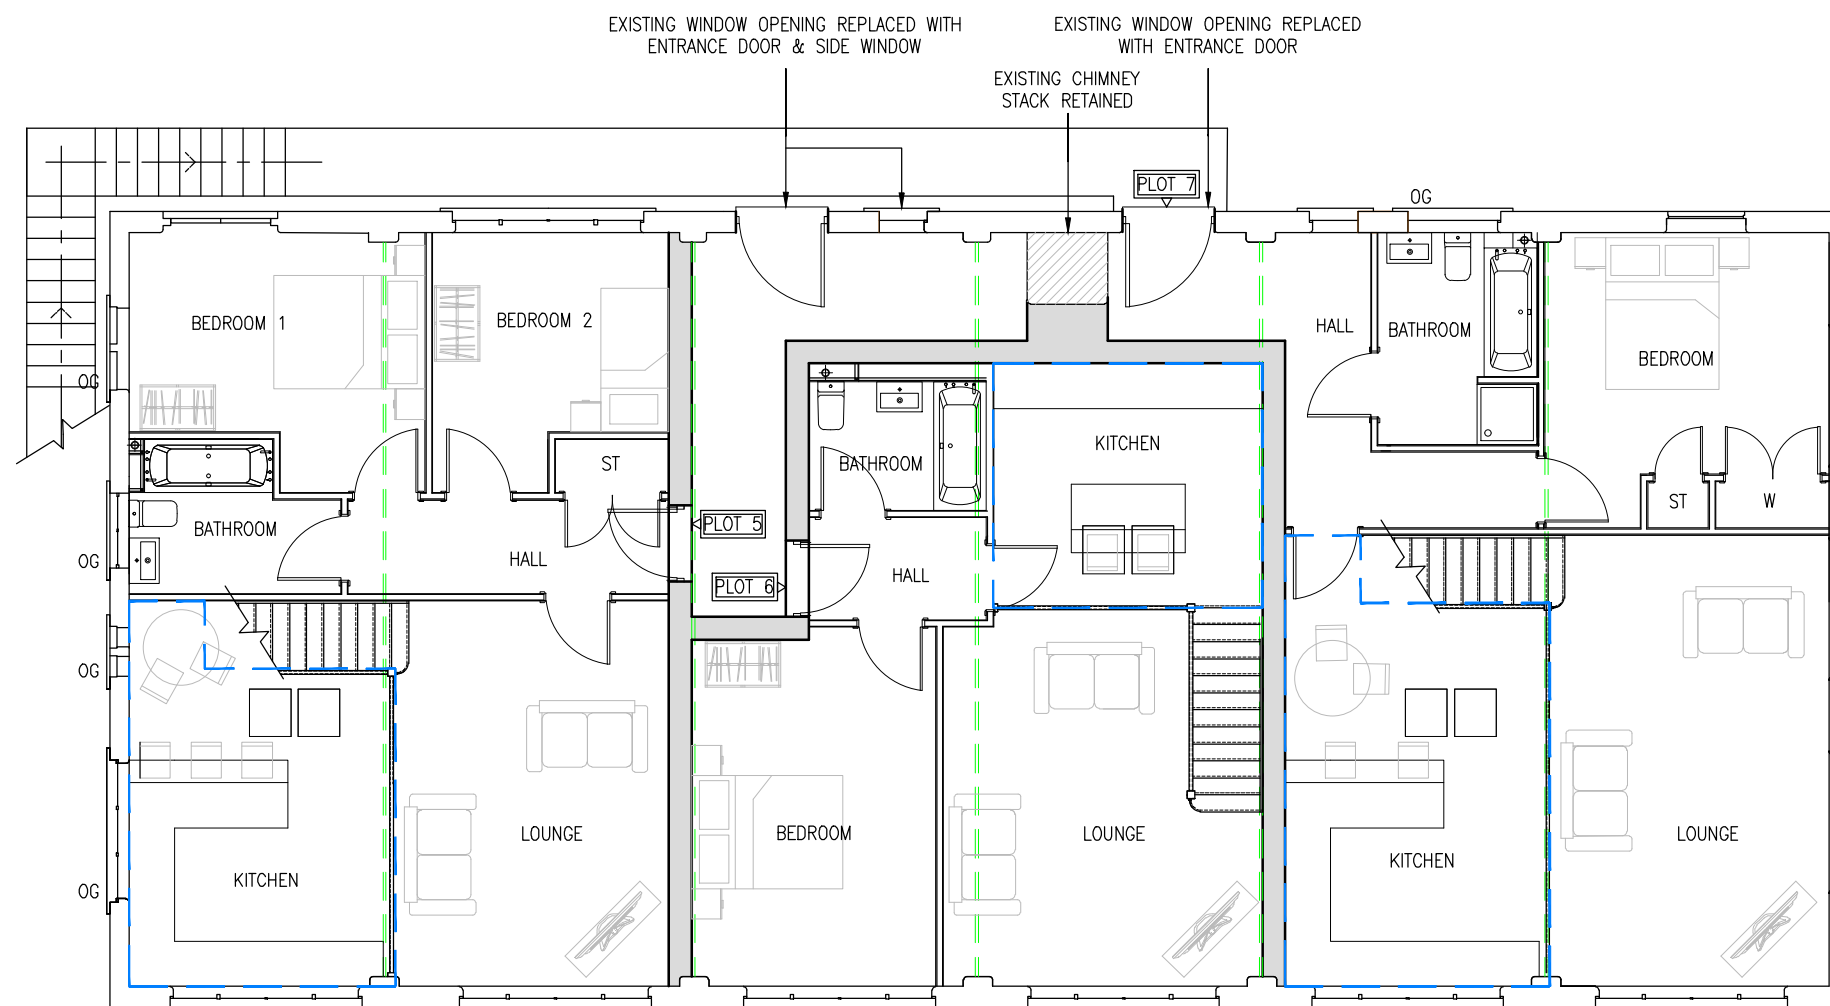 EXISTING WINDOW OPENING REPLACED WITH
ENTRANCE DOOR & SIDE WINDOW
EXISTING WINDOW OPENING REPLACED
WITH ENTRANCE DOOR
EXISTING CHIMNEY
STACK RETAINED
PLOT 7
OG
BEDROOM 1
BEDROOM 2
HALL
BATHROOM
BEDROOM
OG
KITCHEN
ST
BATHROOM
ST
W
BATHROOM
PLOT 5
HALL
OG
HALL
PLOT 6
OG
LOUNGE
BEDROOM
LOUNGE
LOUNGE
KITCHEN
KITCHEN
OG